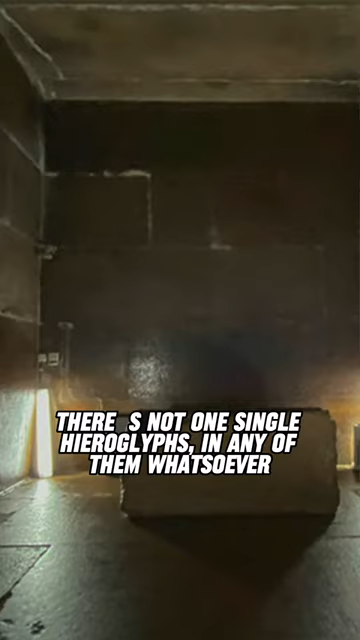 THERE  S NOT ONE SINGLE
HIEROGLYPHS, IN ANY OF
THEM WHATSOEVER